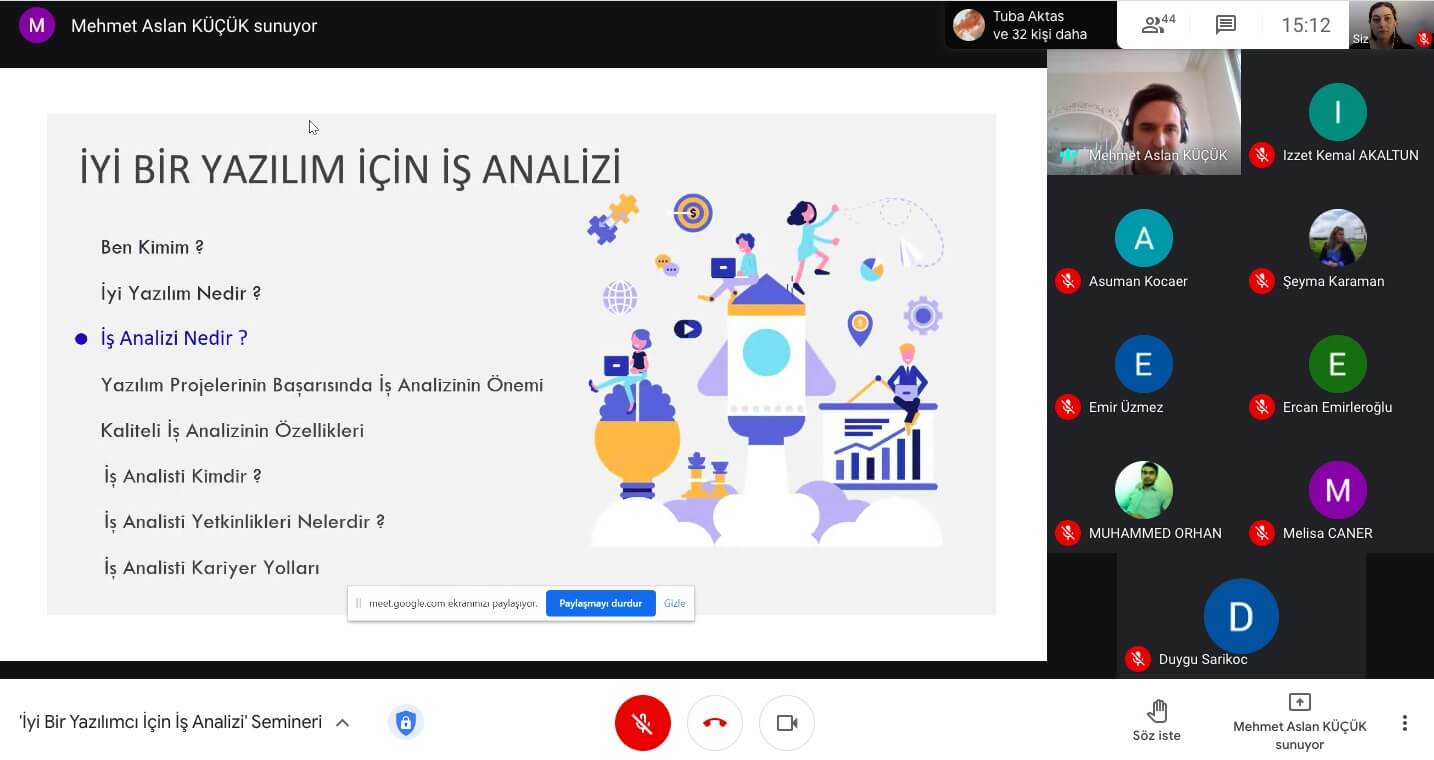 M
Mehmet Aslan KÜÇÜK sunuyor
Tuba Aktas
ve 32 kişi daha
44
15:12
Siz
İYİ BİR YAZILIM İÇİN İŞ ANALİZİ
Ben Kimim ?
İyi Yazılım Nedir ?
İş Analizi Nedir ?
Yazılım Projelerinin Başarısında İş Analizinin Önemi
Kaliteli İş Analizinin Özellikleri
İş Analisti Kimdir ?
İş Analisti Yetkinlikleri Nelerdir ?
İş Analisti Kariyer Yolları
$
meet.google.com ekranınızı paylaşıyor.
Paylaşmayı durdur
Gizle
Mehmet Aslan KÜÇÜK
I
Izzet Kemal AKALTUN
A
Asuman Kocaer
Şeyma Karaman
E
Emir Üzmez
E
Ercan Emirleroğlu
MUHAMMED ORHAN
M
Melisa CANER
D
Duygu Sarikoc
'İyi Bir Yazılımcı İçin İş Analizi' Semineri
Söz iste
Mehmet Aslan KÜÇÜK
sunuyor